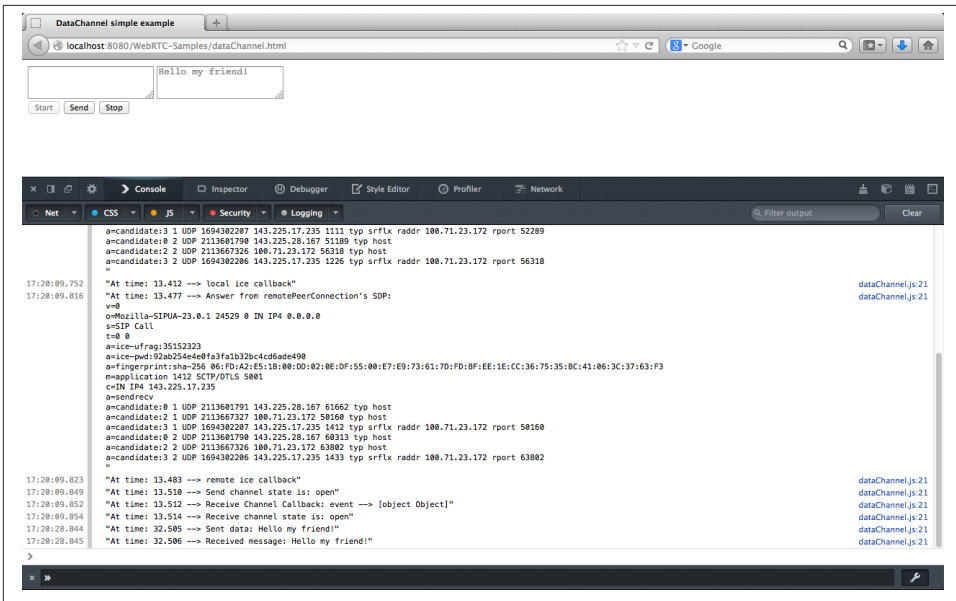 DataChannel simple example
localhost:8080/WebRTC-Samples/dataChannel.html
Google
Hello my friend!
Start Send Stop
Console Inspector Debugger Style Editor Profiler Network
Net CSS JS Security Logging Filter output Clear
a=candidate:3 1 UDP 1694302207 143.225.17.235 1111 typ srflx raddr 100.71.23.172 rport 52289
a=candidate:0 2 UDP 2113601790 143.225.28.167 51189 typ host
a=candidate:2 2 UDP 2113667326 100.71.23.172 56318 typ host
a=candidate:3 2 UDP 1694302206 143.225.17.235 1226 typ srflx raddr 100.71.23.172 rport 56318
"
17:20:09.752 "At time: 13.412 --> local ice callback" dataChannel.js:21
17:20:09.816 "At time: 13.477 --> Answer from remotePeerConnection's SDP: dataChannel.js:21
v=0
o=Mozilla-SIPUA-23.0.1 24529 0 IN IP4 0.0.0.0
s=SIP Call
t=0 0
a=ice-ufrag:35152323
a=ice-pwd:92ab254e4e0fa3fa1b32bc4cd6ade490
a=fingerprint:sha-256 06:FD:A2:E5:1B:00:DD:02:0E:DF:55:00:E7:E9:73:61:7D:FD:BF:EE:1E:CC:36:75:35:BC:41:06:3C:37:63:F3
m=application 1412 SCTP/DTLS 5001
c=IN IP4 143.225.17.235
a=sendrecv
a=candidate:0 1 UDP 2113601791 143.225.28.167 61662 typ host
a=candidate:2 1 UDP 2113667327 100.71.23.172 50160 typ host
a=candidate:3 1 UDP 1694302207 143.225.17.235 1412 typ srflx raddr 100.71.23.172 rport 50160
a=candidate:0 2 UDP 2113601790 143.225.28.167 60313 typ host
a=candidate:2 2 UDP 2113667326 100.71.23.172 63802 typ host
a=candidate:3 2 UDP 1694302206 143.225.17.235 1433 typ srflx raddr 100.71.23.172 rport 63802
"
17:20:09.823 "At time: 13.483 --> remote ice callback" dataChannel.js:21
17:20:09.849 "At time: 13.510 --> Send channel state is: open" dataChannel.js:21
17:20:09.852 "At time: 13.512 --> Receive Channel Callback: event --> [object Object]" dataChannel.js:21
17:20:09.854 "At time: 13.514 --> Receive channel state is: open" dataChannel.js:21
17:20:28.844 "At time: 32.505 --> Sent data: Hello my friend!" dataChannel.js:21
17:20:28.845 "At time: 32.506 --> Received message: Hello my friend!" dataChannel.js:21